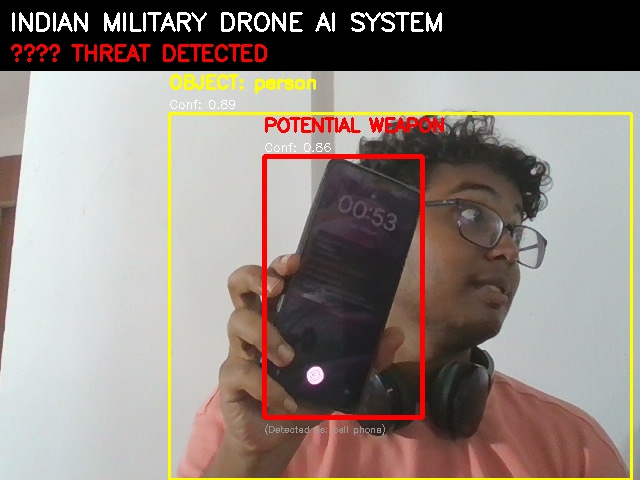 INDIAN MILITARY DRONE AI SYSTEM
???? THREAT DETECTED
OBJECT: person
Conf: 0.89
POTENTIAL WEAPON
Conf: 0.86
00:53
(Detected as: cell phone)